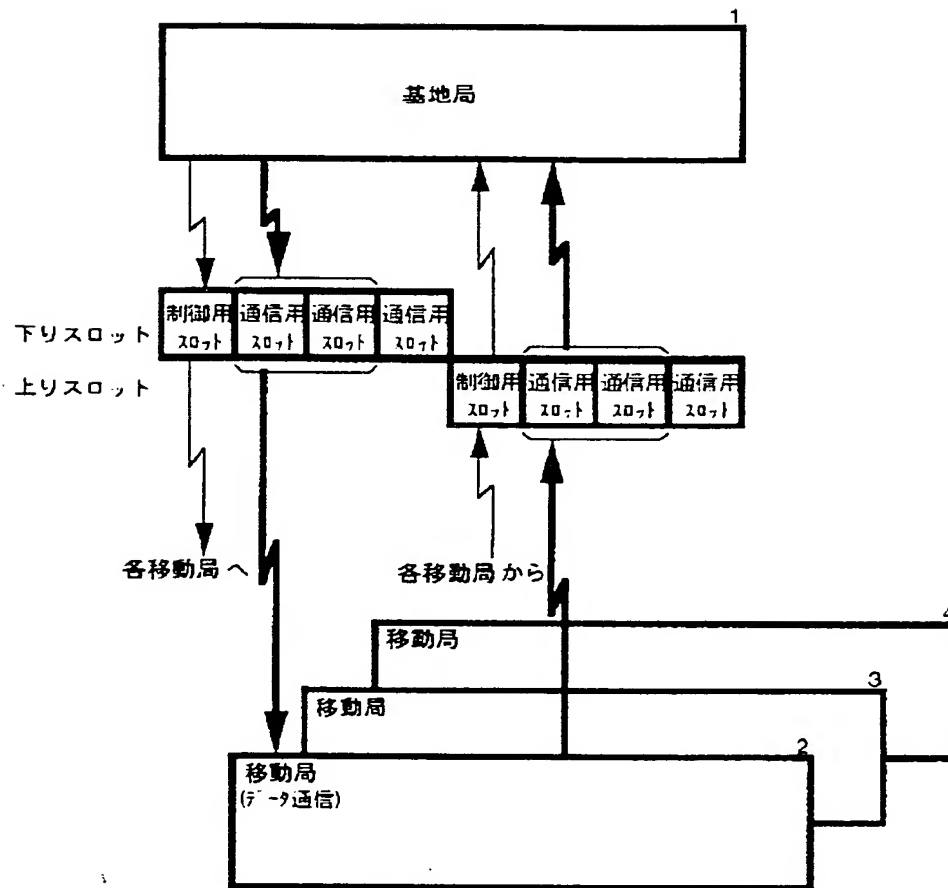 1
基地局
制御用 通信用 通信用 通信用
スロット スロット スロット スロット
下りスロット
上りスロット
制御用 通信用 通信用 通信用
スロット スロット スロット スロット
各移動局へ
各移動局から
4
移動局
3
移動局
2
移動局
(データ通信)